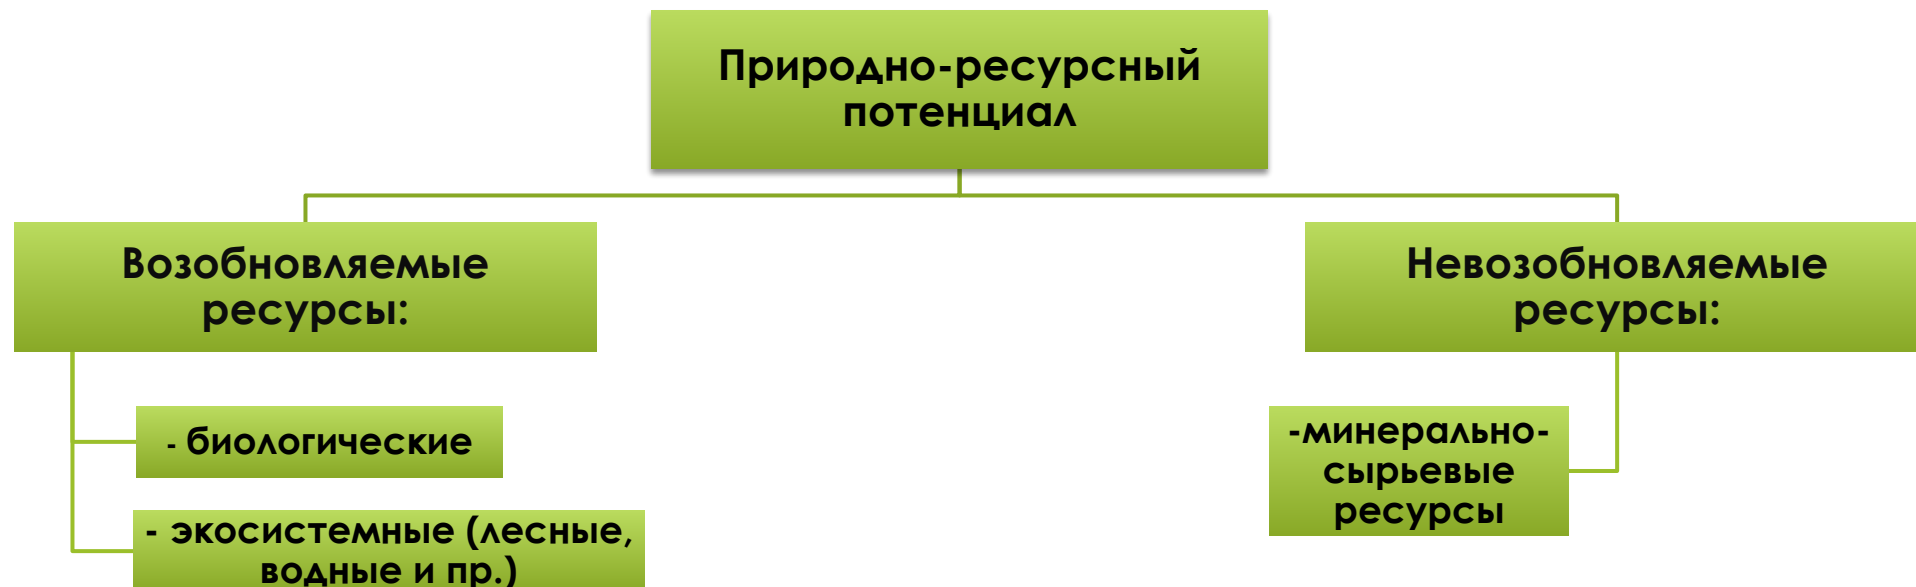 Природно-ресурсный
потенциал
Возобновляемые
ресурсы:
- биологические
- экосистемные (лесные,
водные и пр.)
Невозобновляемые
ресурсы:
-минерально-
сырьевые
ресурсы